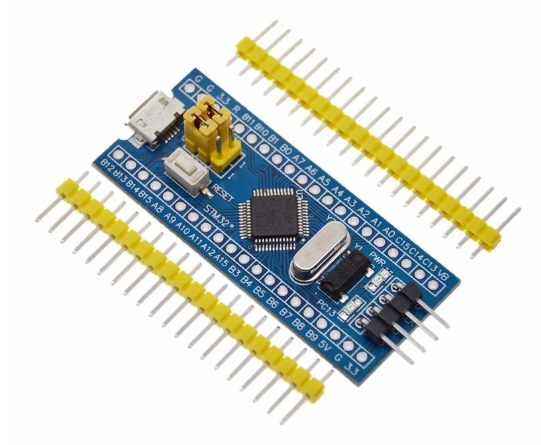 G G 3.3 R B11 B10 B1 B0 A7 A6 A5 A4 A3 A2 A1 A0 C15 C14 C13 VB
RESET
STM32
Y1
PWR
PC13
B12 B13 B14 B15 A8 A9 A10 A11 A12 A15 B3 B4 B5 B6 B7 B8 B9 5V G 3.3